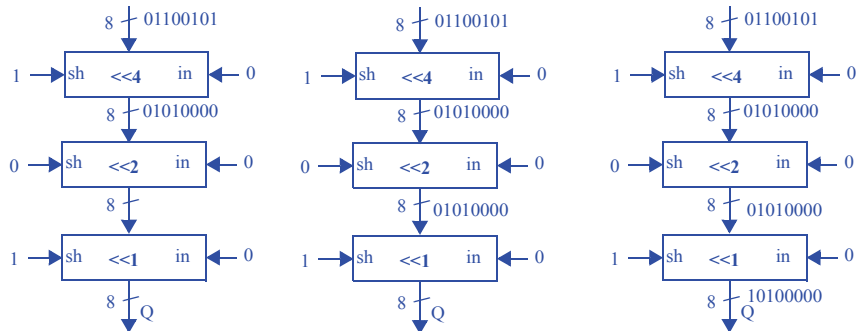 8 01100101
1 sh <<4 in 0
8 01010000
0 sh <<2 in 0
8
1 sh <<1 in 0
8 Q
8 01100101
1 sh <<4 in 0
8 01010000
0 sh <<2 in 0
8 01010000
1 sh <<1 in 0
8 Q
8 01100101
1 sh <<4 in 0
8 01010000
0 sh <<2 in 0
8 01010000
1 sh <<1 in 0
8 10100000
Q